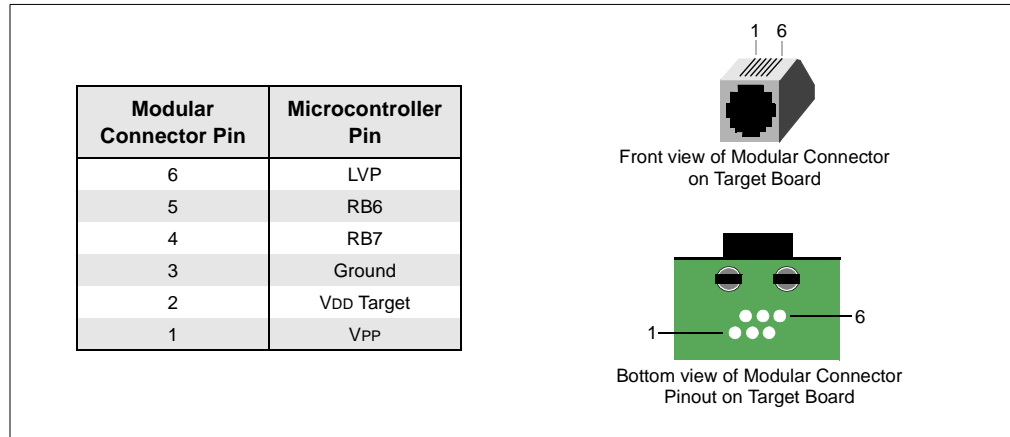 Modular
Connector Pin
Microcontroller
Pin
6 LVP
5 RB6
4 RB7
3 Ground
2 VDD Target
1 VPP
1 6
Front view of Modular Connector
on Target Board
6
1
Bottom view of Modular Connector
Pinout on Target Board